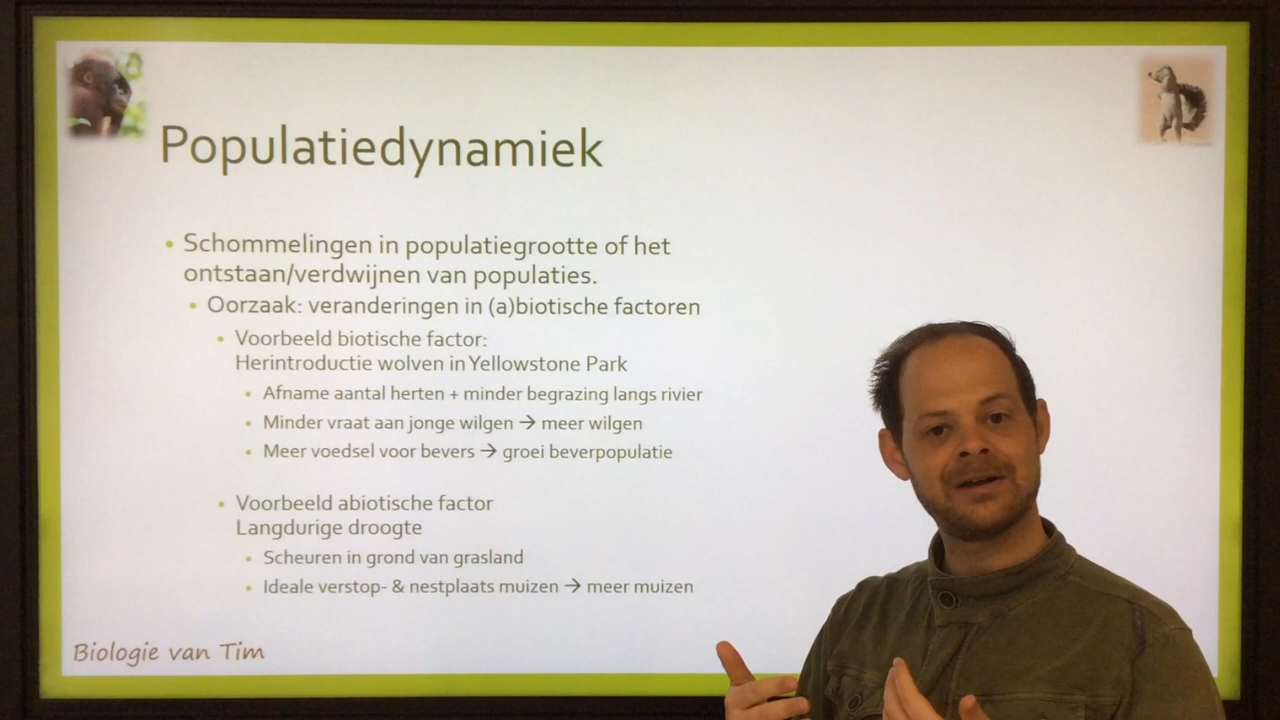 Populatiedynamiek
• Schommelingen in populatiegrootte of het
ontstaan/verdwijnen van populaties.
• Oorzaak: veranderingen in (a)biotische factoren
• Voorbeeld biotische factor:
Herintroductie wolven in Yellowstone Park
• Afname aantal herten + minder begrazing langs rivier
• Minder vraat aan jonge wilgen → meer wilgen
• Meer voedsel voor bevers → groei beverpopulatie
• Voorbeeld abiotische factor
Langdurige droogte
• Scheuren in grond van grasland
• Ideale verstop- & nestplaats muizen → meer muizen
Biologie van Tim